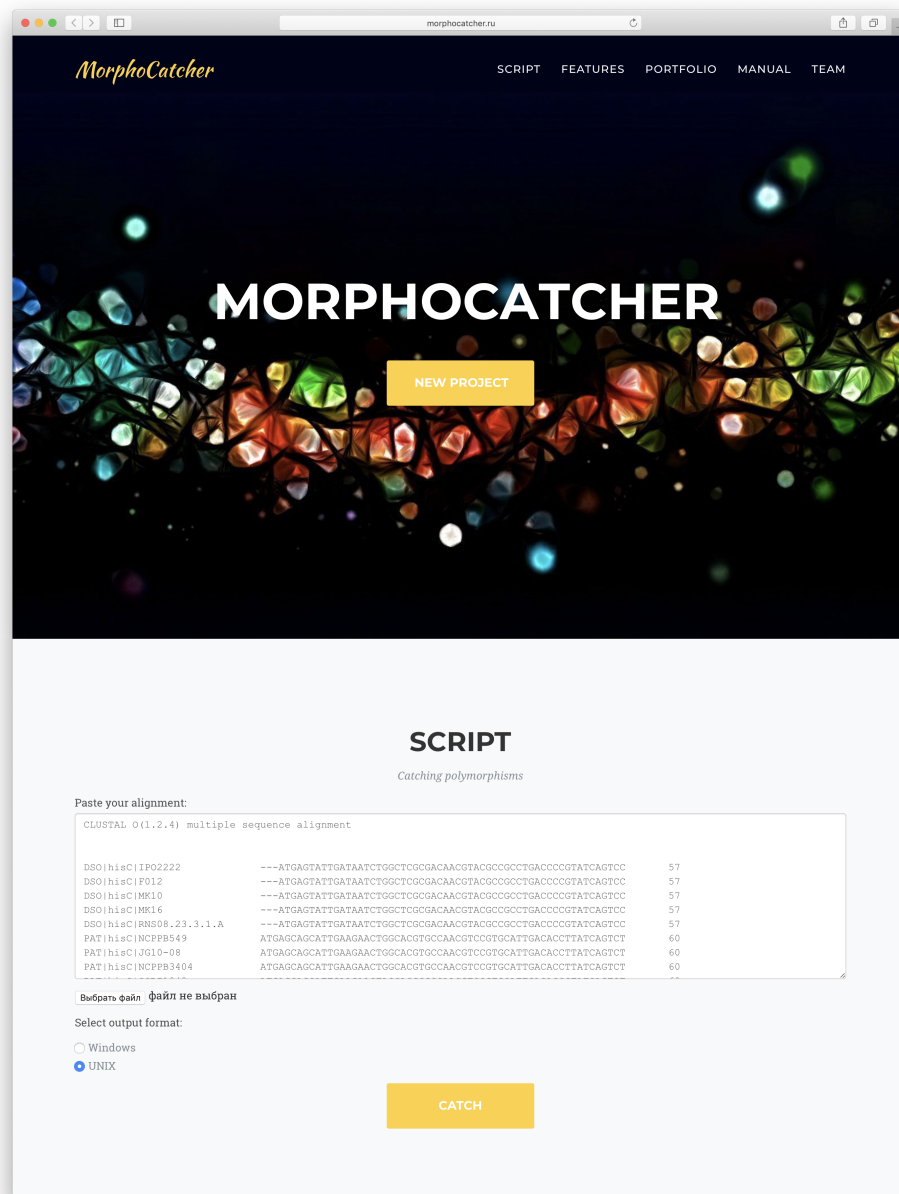 morphocatcher.ru
MorphoCatcher
SCRIPT FEATURES PORTFOLIO MANUAL TEAM
MORPHOCATCHER
NEW PROJECT
SCRIPT
Catching polymorphisms
Paste your alignment:
CLUSTAL O(1.2.4) multiple sequence alignment
DSO|hisC|IPO2222 ---ATGAGTATTGATAATCTGGCTCGCGACAACGTACGCCGCCTGACCCCGTATCAGTCC 57
DSO|hisC|F012 ---ATGAGTATTGATAATCTGGCTCGCGACAACGTACGCCGCCTGACCCCGTATCAGTCC 57
DSO|hisC|MK10 ---ATGAGTATTGATAATCTGGCTCGCGACAACGTACGCCGCCTGACCCCGTATCAGTCC 57
DSO|hisC|MK16 ---ATGAGTATTGATAATCTGGCTCGCGACAACGTACGCCGCCTGACCCCGTATCAGTCC 57
DSO|hisC|RNS08.23.3.1.A ---ATGAGTATTGATAATCTGGCTCGCGACAACGTACGCCGCCTGACCCCGTATCAGTCC 57
PAT|hisC|NCPPB549 ATGAGCAGCATTGAAGAACTGGCACGTGCCAACGTCCGTGCATTGACACCTTATCAGTCT 60
PAT|hisC|JG10-08 ATGAGCAGCATTGAAGAACTGGCACGTGCCAACGTCCGTGCATTGACACCTTATCAGTCT 60
PAT|hisC|NCPPB3404 ATGAGCAGCATTGAAGAACTGGCACGTGCCAACGTCCGTGCATTGACACCTTATCAGTCT 60
Выбрать файл файл не выбран
Select output format:
Windows
UNIX
CATCH